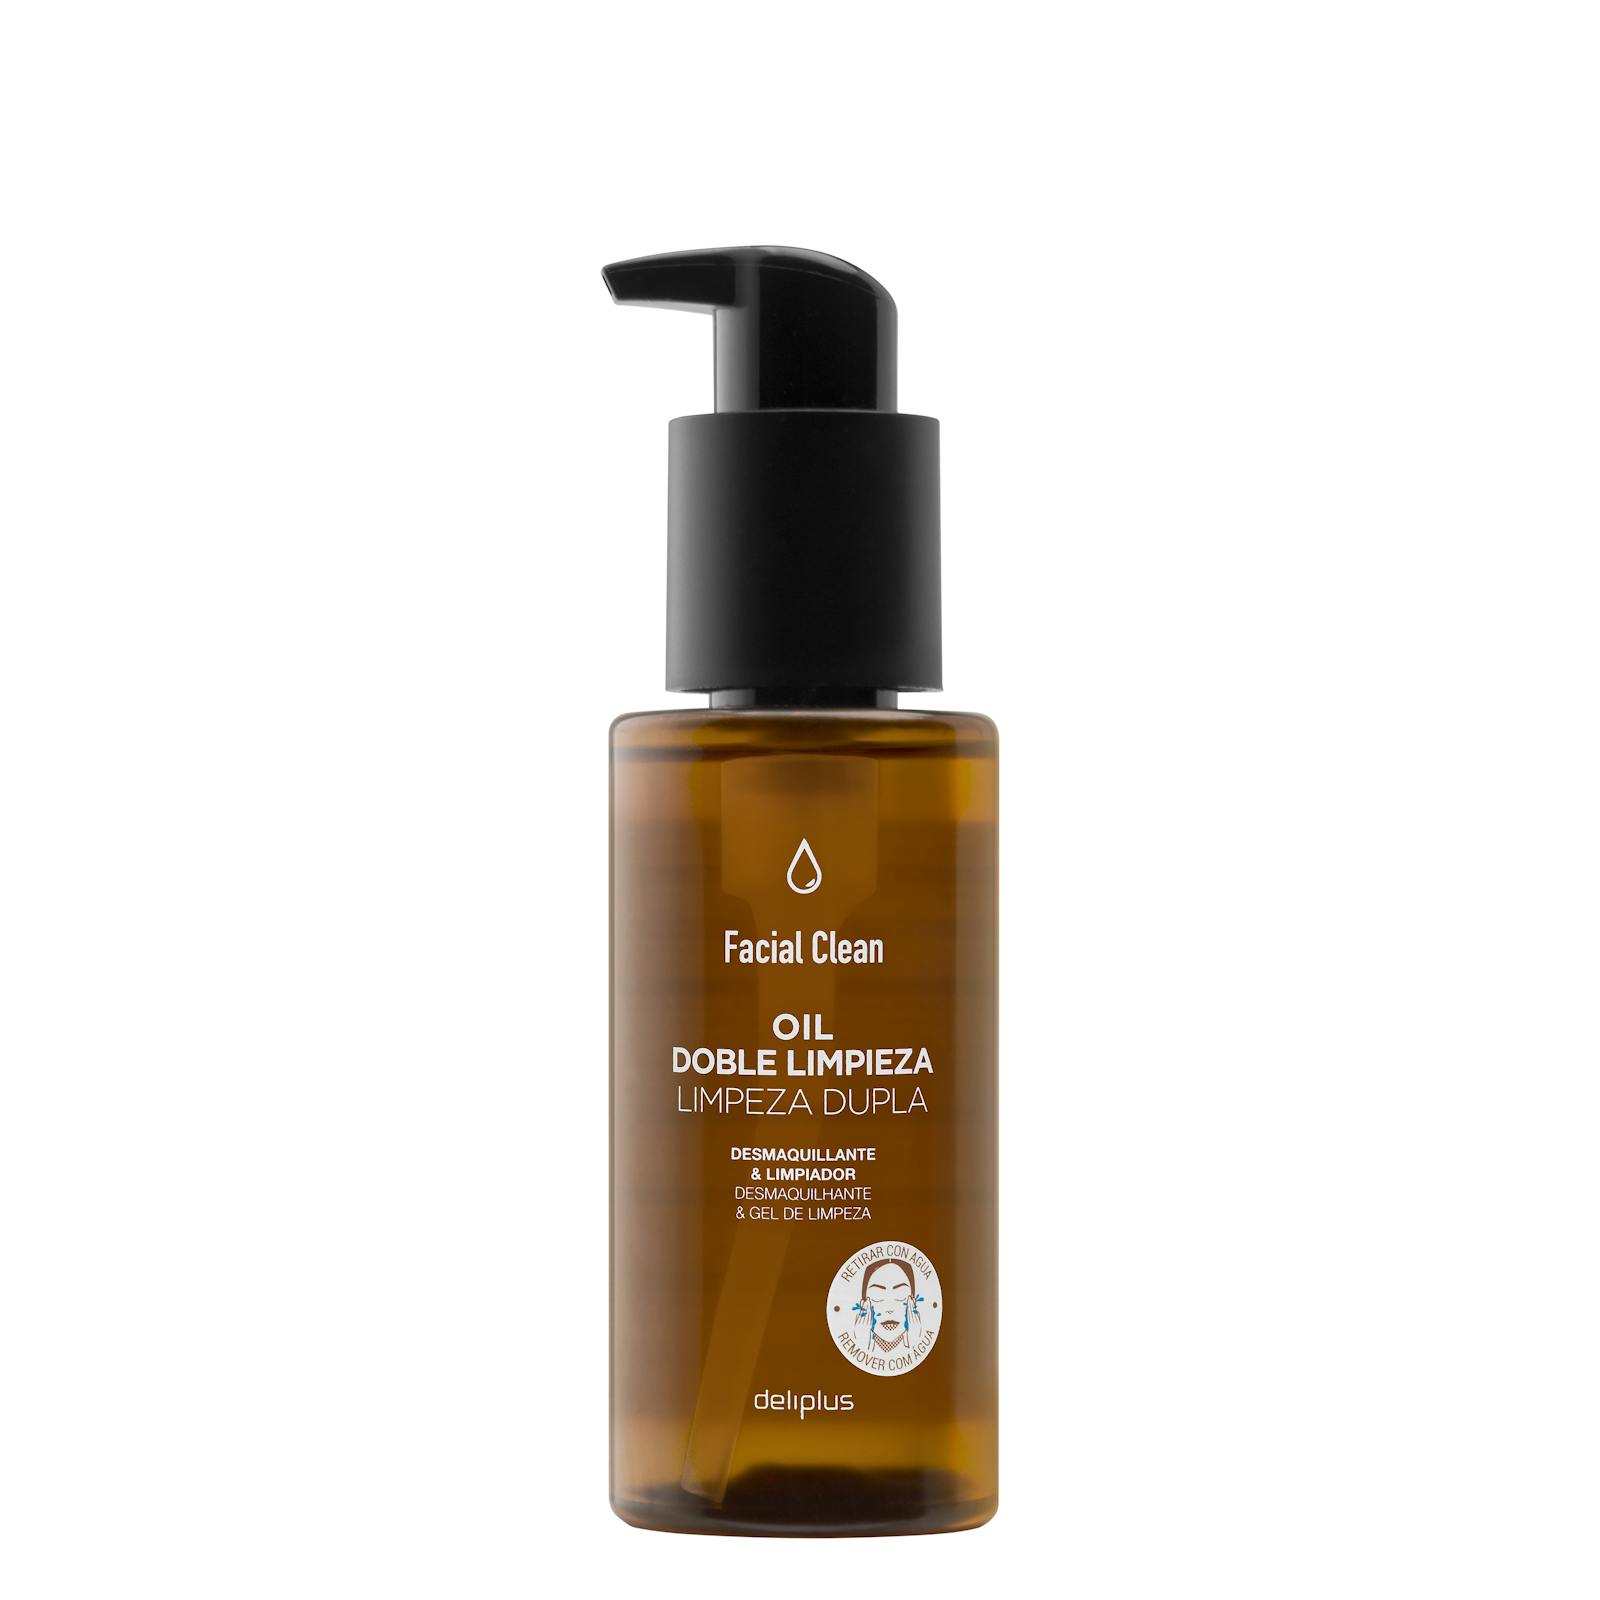 Facial Clean
OIL
DOBLE LIMPIEZA
LIMPEZA DUPLA
DESMAQUILLANTE
& LIMPIADOR
DESMAQUILHANTE
& GEL DE LIMPEZA
RETIRAR CON AGUA
REMOVER COM ÁGUA
deliplus